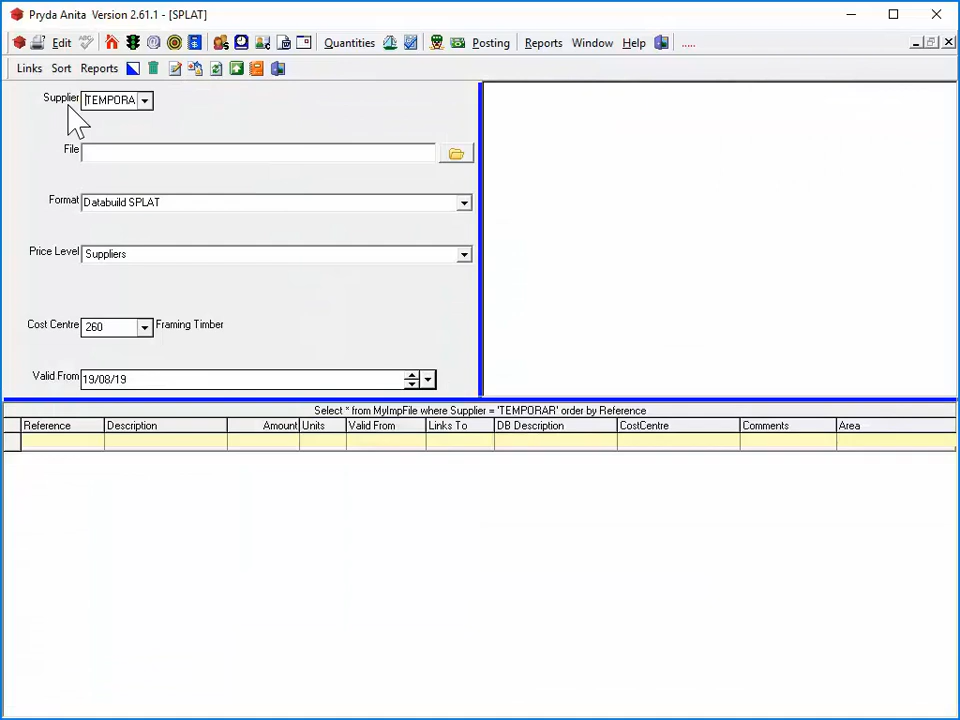 Pryda Anita Version 2.61.1 - [SPLAT]
Edit Quantities Posting Reports Window Help .....
Links Sort Reports
Supplier TEMPORA
File
Format Databuild SPLAT
Price Level Suppliers
Cost Centre 260 Framing Timber
Valid From 19/08/19
Select * from MyImpFile where Supplier = 'TEMPORAR' order by Reference
Reference Description Amount Units Valid From Links To DB Description CostCentre Comments Area